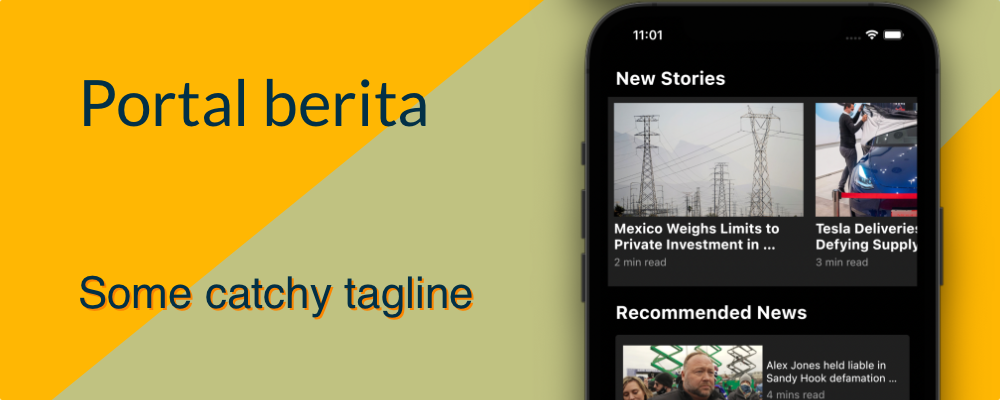 Portal berita
Some catchy tagline
11:01
New Stories
Mexico Weighs Limits to
Private Investment in ...
2 min read
Tesla Deliveries
Defying Supply
3 min read
Recommended News
Alex Jones held liable in
Sandy Hook defamation ...
4 mins read